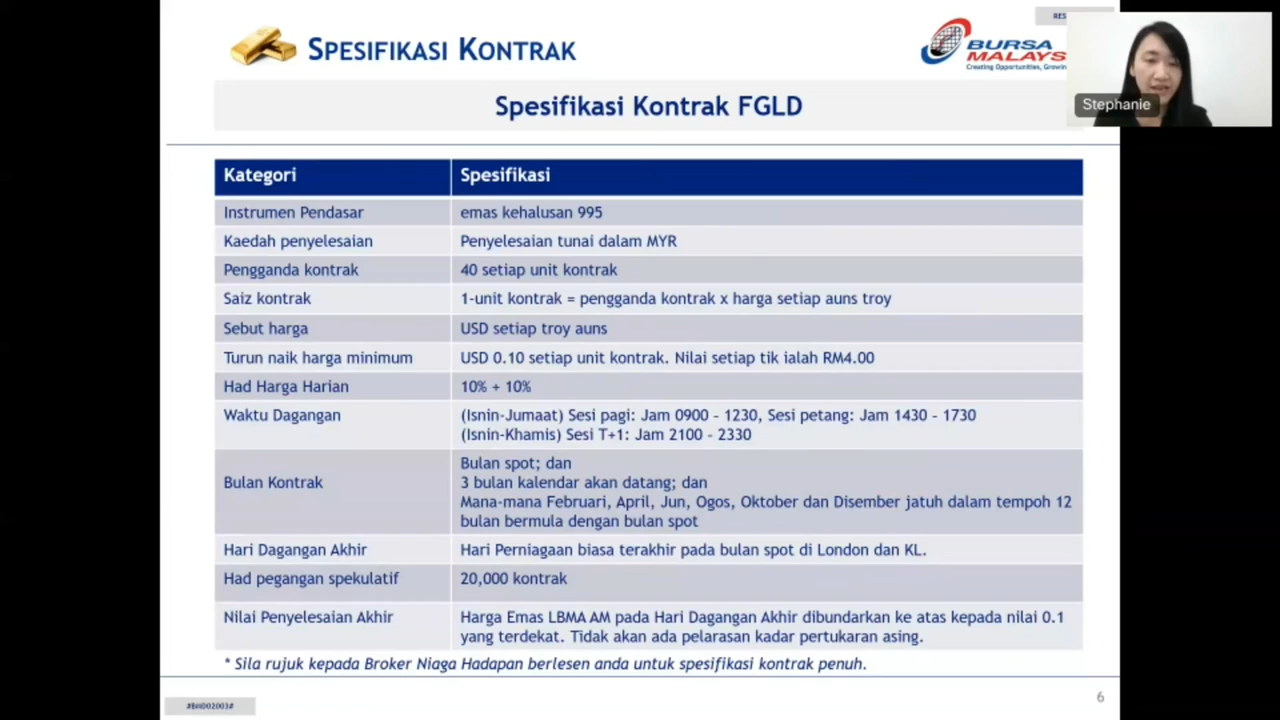 SPESIFIKASI KONTRAK
RES
BURSA
MALAYS
Creating Opportunities, Growin
Stephanie
Spesifikasi Kontrak FGLD
Kategori Spesifikasi
Instrumen Pendasar emas kehalusan 995
Kaedah penyelesaian Penyelesaian tunai dalam MYR
Pengganda kontrak 40 setiap unit kontrak
Saiz kontrak 1-unit kontrak = pengganda kontrak x harga setiap auns troy
Sebut harga USD setiap troy auns
Turun naik harga minimum USD 0.10 setiap unit kontrak. Nilai setiap tik ialah RM4.00
Had Harga Harian 10% + 10%
Waktu Dagangan (Isnin-Jumaat) Sesi pagi: Jam 0900 - 1230, Sesi petang: Jam 1430 - 1730
(Isnin-Khamis) Sesi T+1: Jam 2100 - 2330
Bulan Kontrak Bulan spot; dan
3 bulan kalendar akan datang; dan
Mana-mana Februari, April, Jun, Ogos, Oktober dan Disember jatuh dalam tempoh 12
bulan bermula dengan bulan spot
Hari Dagangan Akhir Hari Perniagaan biasa terakhir pada bulan spot di London dan KL.
Had pegangan spekulatif 20,000 kontrak
Nilai Penyelesaian Akhir Harga Emas LBMA AM pada Hari Dagangan Akhir dibundarkan ke atas kepada nilai 0.1
yang terdekat. Tidak akan ada pelarasan kadar pertukaran asing.
* Sila rujuk kepada Broker Niaga Hadapan berlesen anda untuk spesifikasi kontrak penuh.
6